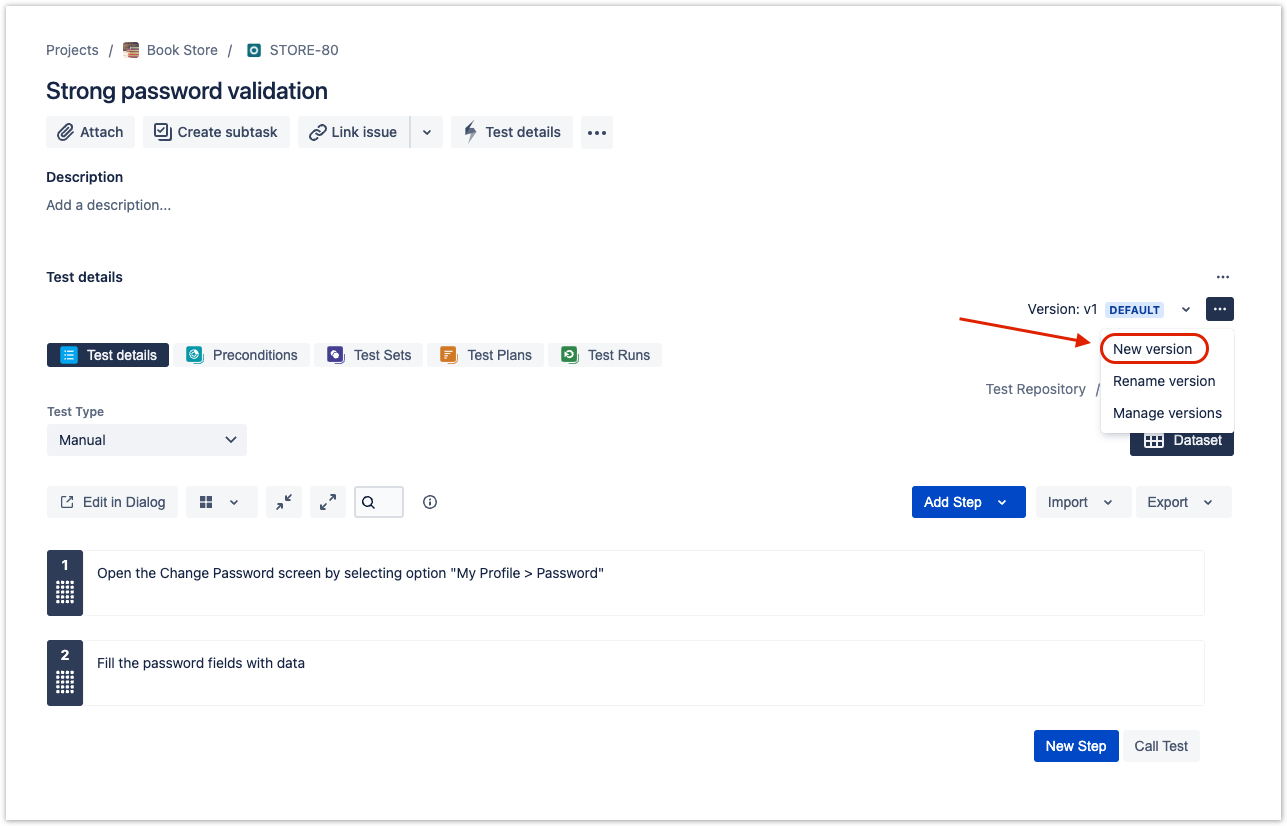 Projects / Book Store / STORE-80
Strong password validation
Attach Create subtask Link issue Test details
Description
Add a description...
Test details
Version: v1 DEFAULT
New version
Rename version
Manage versions
Test details Preconditions Test Sets Test Plans Test Runs
Test Repository /
Test Type
Manual
Dataset
Edit in Dialog
Add Step Import Export
1 Open the Change Password screen by selecting option "My Profile > Password"
2 Fill the password fields with data
New Step Call Test